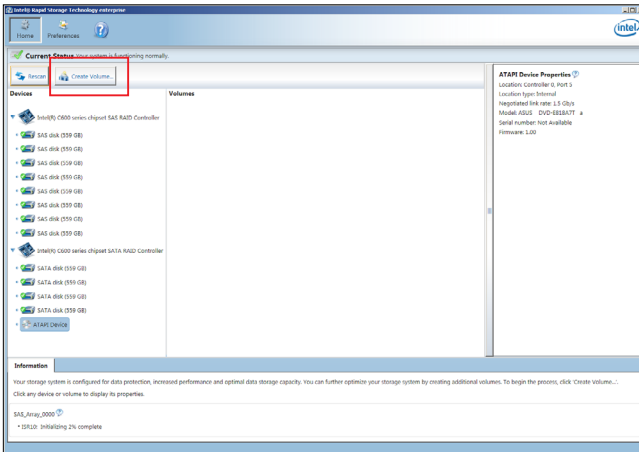 Intel® Rapid Storage Technology enterprise
Home
Preferences
intel
Current Status Your system is functioning normally.
Rescan
Create Volume...
Devices
Volumes
Intel(R) C600 series chipset SAS RAID Controller
SAS disk (559 GB)
SAS disk (559 GB)
SAS disk (559 GB)
SAS disk (559 GB)
SAS disk (559 GB)
SAS disk (559 GB)
SAS disk (559 GB)
SAS disk (559 GB)
Intel(R) C600 series chipset SATA RAID Controller
SATA disk (559 GB)
SATA disk (559 GB)
SATA disk (559 GB)
SATA disk (559 GB)
ATAPI Device
ATAPI Device Properties ?
Location: Controller 0, Port 5
Location type: Internal
Negotiated link rate: 1.5 Gb/s
Model: ASUS DVD-E818A7T a
Serial number: Not Available
Firmware: 1.00
Information
Your storage system is configured for data protection, increased performance and optimal data storage capacity. You can further optimize your storage system by creating additional volumes. To begin the process, click 'Create Volume...'.
Click any device or volume to display its properties.
SAS_Array_0000 ?
• ISR10: Initializing 2% complete